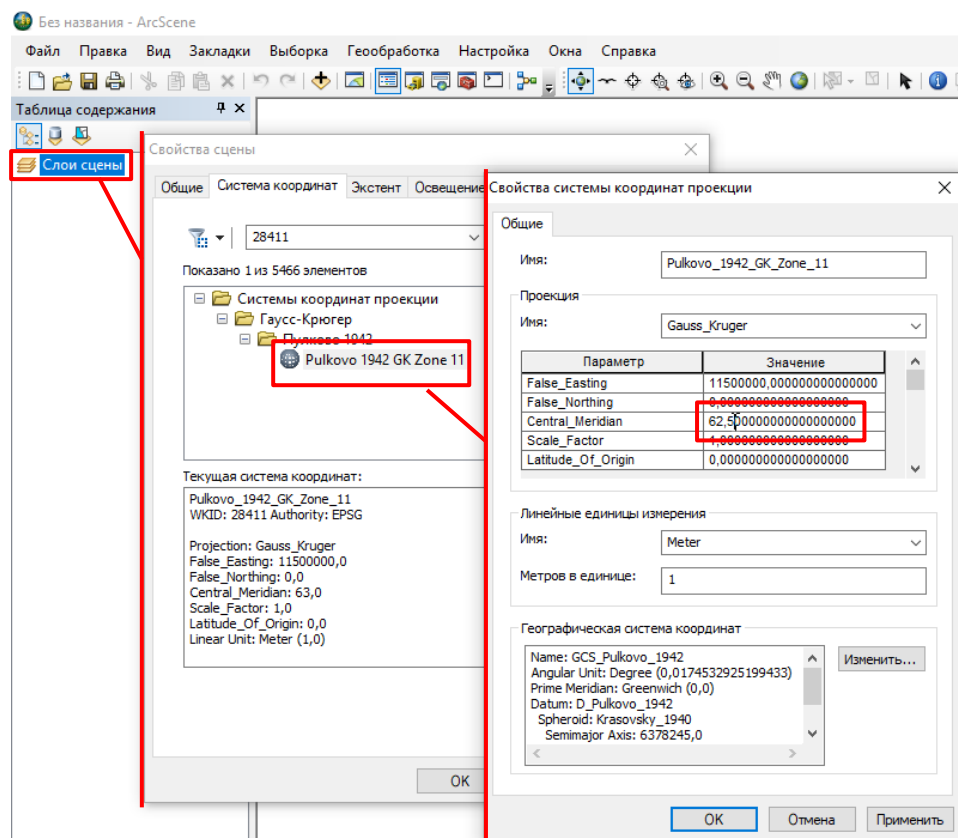 Без названия - ArcScene
Файл Правка Вид Закладки Выборка Геообработка Настройка Окна Справка
Таблица содержания
Слои сцены
Свойства сцены
Общие Система координат Экстент Освещение
28411
Показано 1 из 5466 элементов
Системы координат проекции
Гаусс-Крюгер
Пулково 1942
Pulkovo 1942 GK Zone 11
Текущая система координат:
Pulkovo_1942_GK_Zone_11
WKID: 28411 Authority: EPSG
Projection: Gauss_Kruger
False_Easting: 11500000,0
False_Northing: 0,0
Central_Meridian: 63,0
Scale_Factor: 1,0
Latitude_Of_Origin: 0,0
Linear Unit: Meter (1,0)
OK
Свойства системы координат проекции
Общие
Имя: Pulkovo_1942_GK_Zone_11
Проекция
Имя: Gauss_Kruger
Параметр Значение
False_Easting 11500000,000000000000000
False_Northing 0,000000000000000000
Central_Meridian 62,500000000000000000
Scale_Factor 1,000000000000000000
Latitude_Of_Origin 0,000000000000000000
Линейные единицы измерения
Имя: Meter
Метров в единице: 1
Географическая система координат
Name: GCS_Pulkovo_1942
Angular Unit: Degree (0,0174532925199433)
Prime Meridian: Greenwich (0,0)
Datum: D_Pulkovo_1942
Spheroid: Krasovsky_1940
Semimajor Axis: 6378245,0
Изменить...
OK Отмена Применить